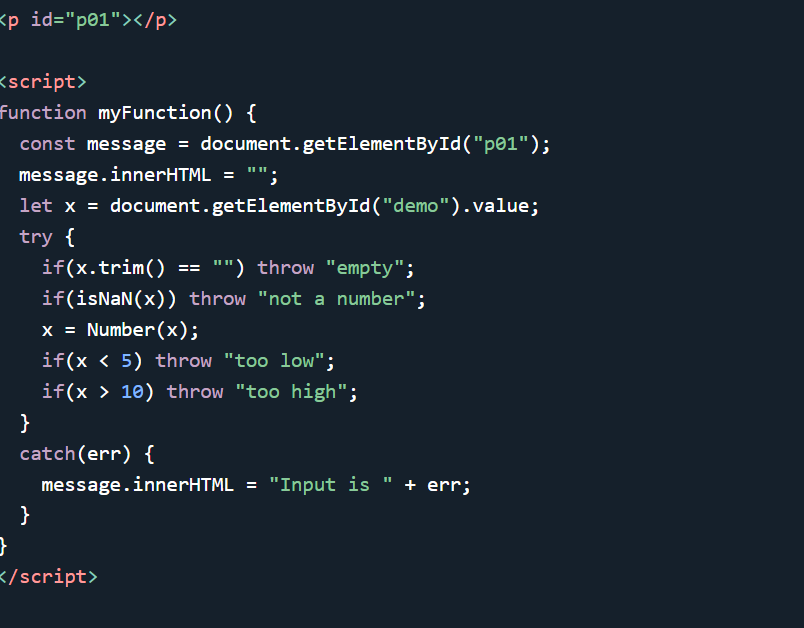 <p id="p01"></p>
<script>
function myFunction() {
  const message = document.getElementById("p01");
  message.innerHTML = "";
  let x = document.getElementById("demo").value;
  try {
    if(x.trim() == "") throw "empty";
    if(isNaN(x)) throw "not a number";
    x = Number(x);
    if(x < 5) throw "too low";
    if(x > 10) throw "too high";
  }
  catch(err) {
    message.innerHTML = "Input is " + err;
  }
}
</script>